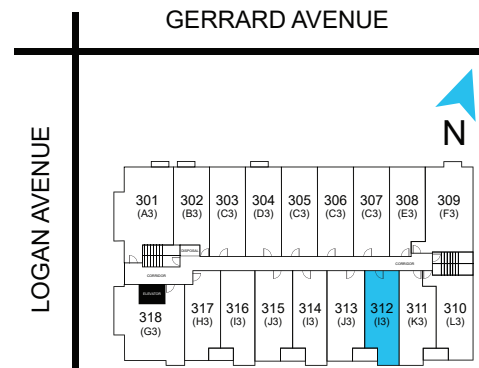 GERRARD AVENUE
LOGAN AVENUE
N
301
(A3)
302
(B3)
303
(C3)
304
(D3)
305
(C3)
306
(C3)
307
(C3)
308
(E3)
309
(F3)
DISPOSAL
CORRIDOR
CORRIDOR
ELEVATOR
318
(G3)
317
(H3)
316
(I3)
315
(J3)
314
(I3)
313
(J3)
312
(I3)
311
(K3)
310
(L3)